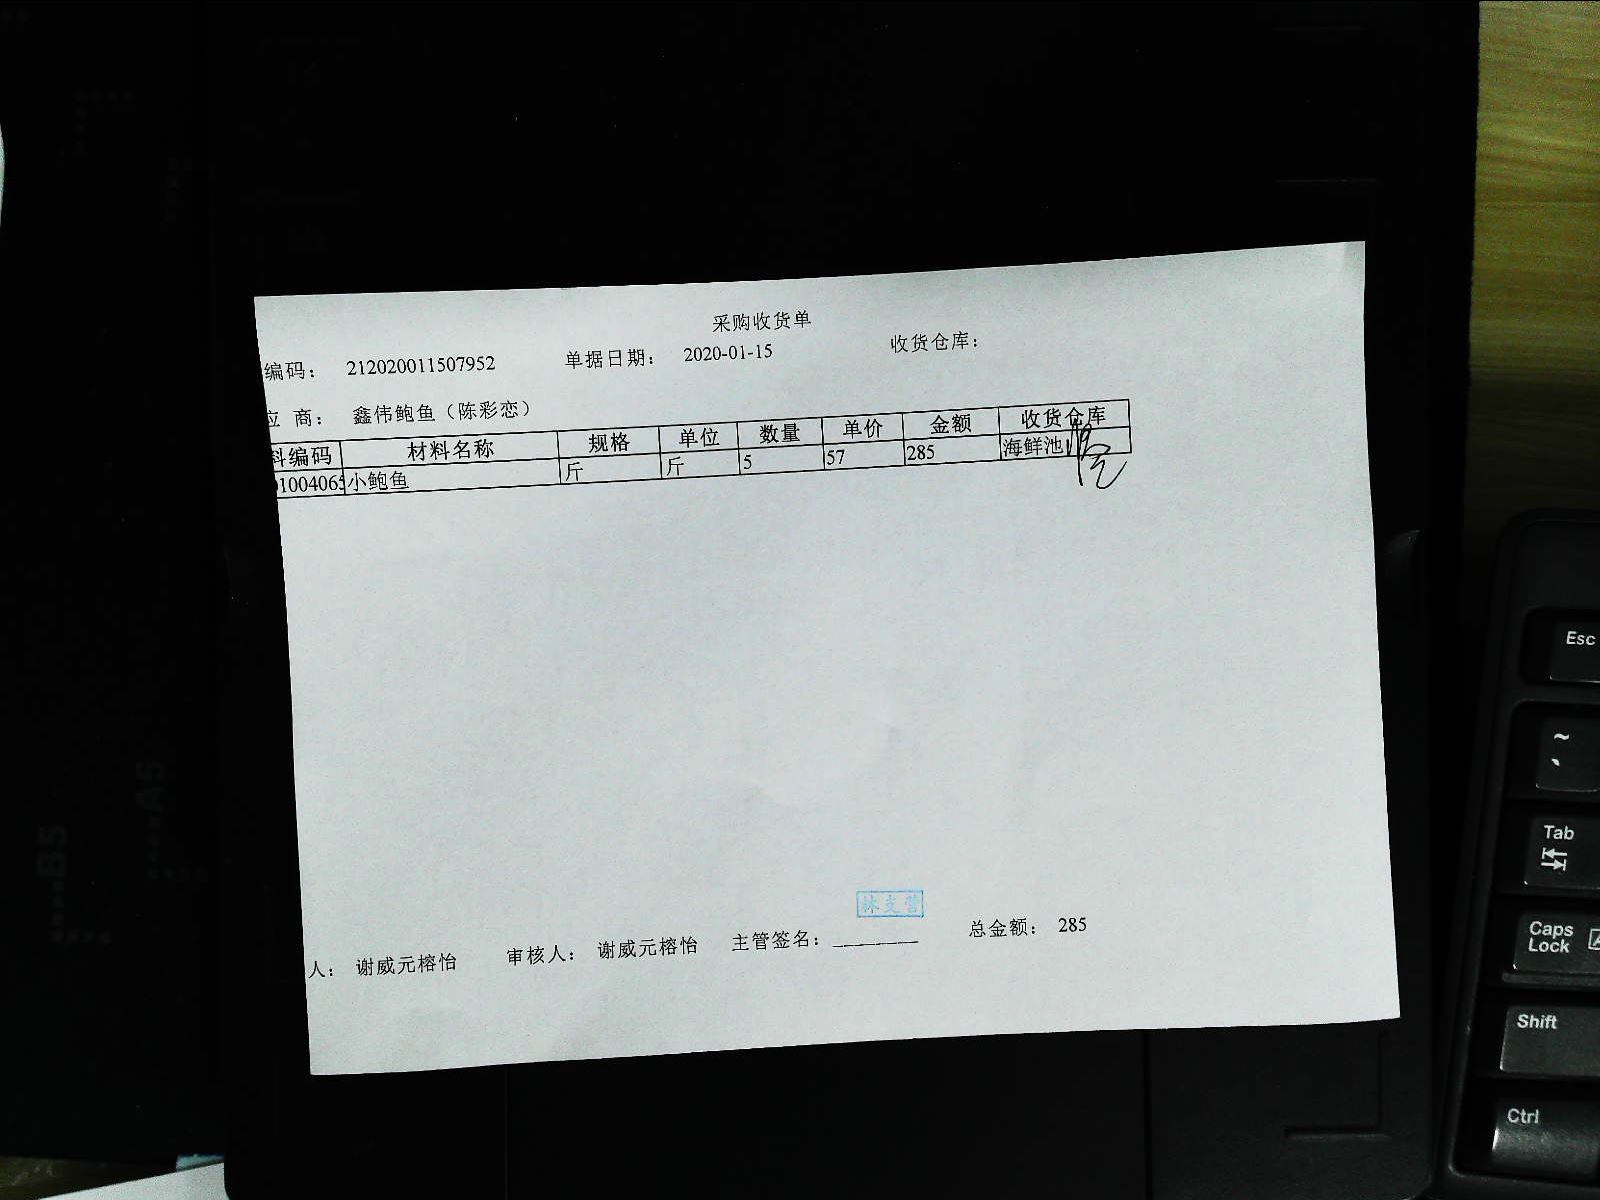 采购收货单
编码: 212020011507952 单据日期: 2020-01-15 收货仓库:
应 商: 鑫伟鲍鱼(陈彩恋)
料编码 材料名称 规格 单位 数量 单价 金额 收货仓库
01004065 小鲍鱼 斤 斤 5 57 285 海鲜池
林支营
人: 谢威元榕怡 审核人: 谢威元榕怡 主管签名: 总金额: 285
A5
B5
Esc
~
Tab
Caps Lock
Shift
Ctrl